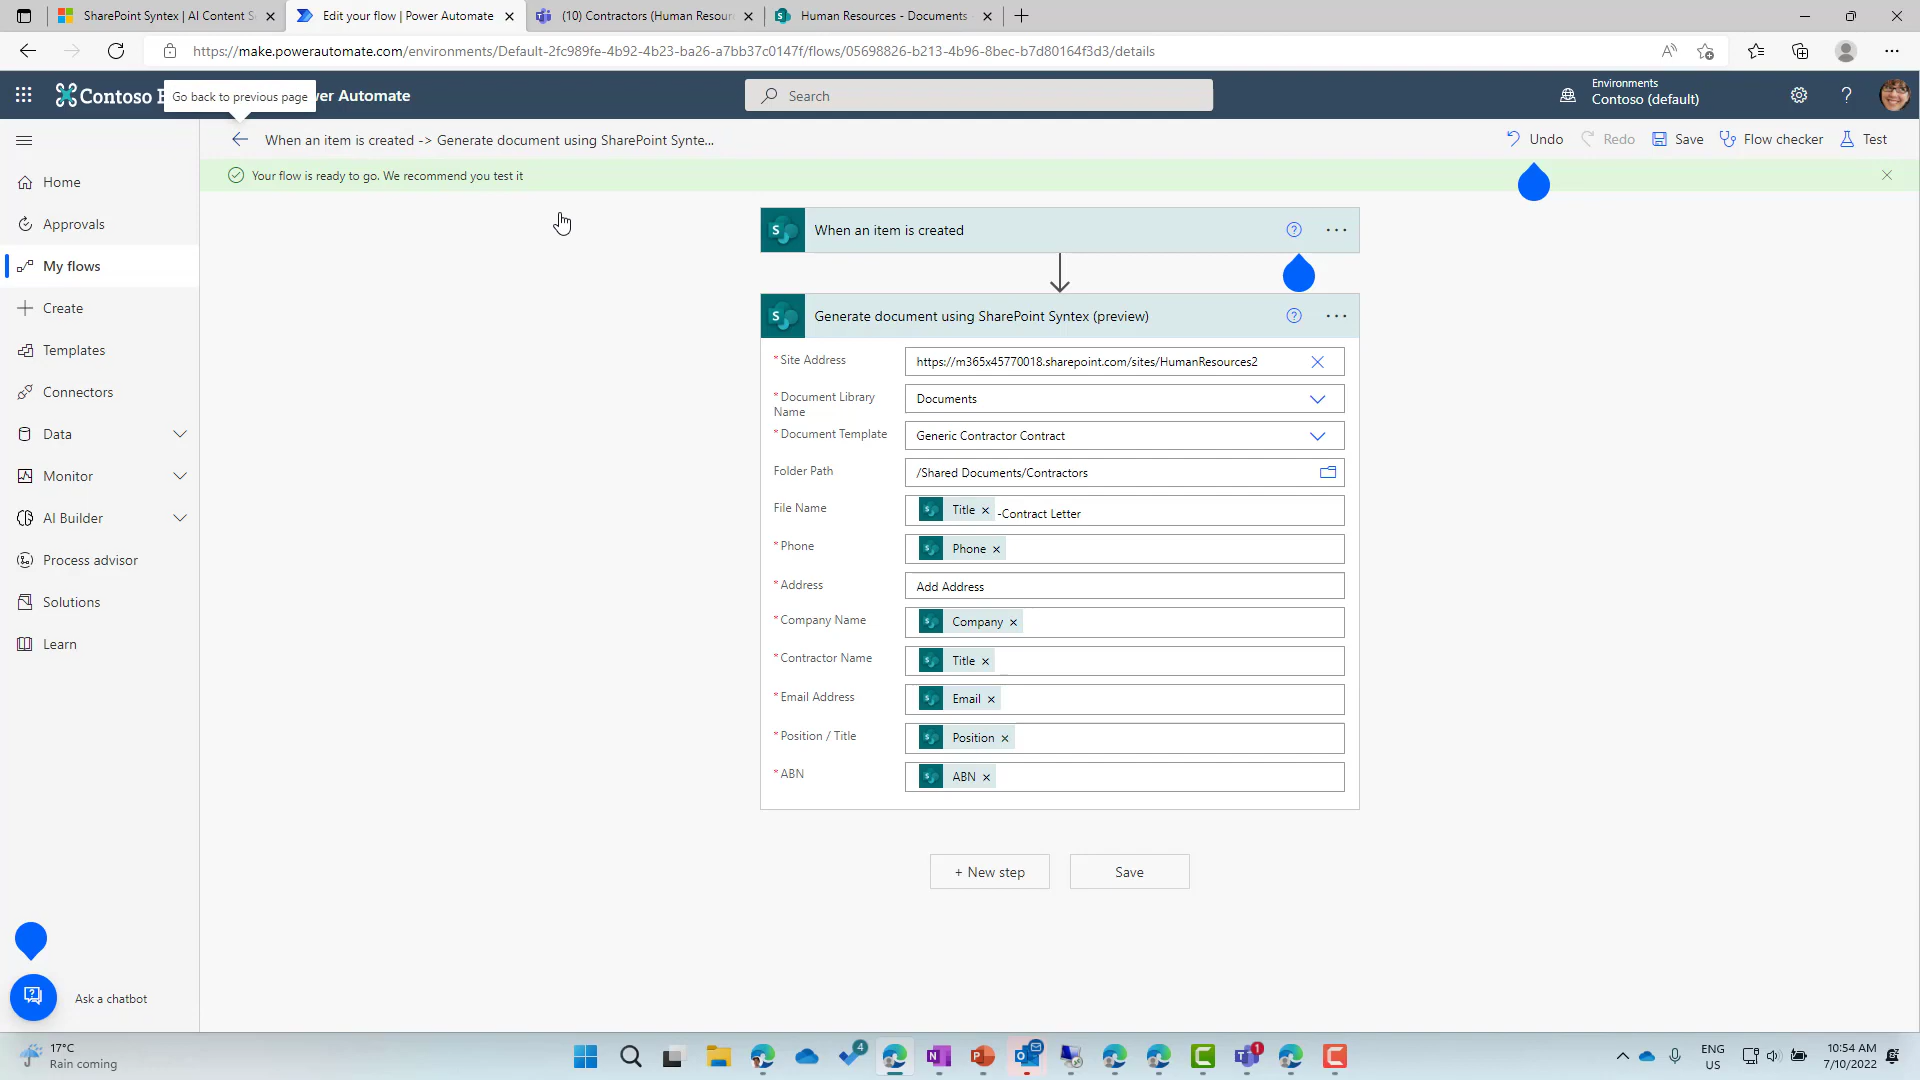 SharePoint Syntex | AI Content S
Edit your flow | Power Automate
(10) Contractors (Human Resour
Human Resources - Documents
https://make.powerautomate.com/environments/Default-2fc989fe-4b92-4b23-ba26-a7bb37c0147f/flows/05698826-b213-4b96-8bec-b7d80164f3d3/details
Contoso
Go back to previous page
wer Automate
Search
Environments
Contoso (default)
When an item is created -> Generate document using SharePoint Synte...
Undo
Redo
Save
Flow checker
Test
Your flow is ready to go. We recommend you test it
Home
Approvals
My flows
Create
Templates
Connectors
Data
Monitor
AI Builder
Process advisor
Solutions
Learn
Ask a chatbot
When an item is created
Generate document using SharePoint Syntex (preview)
*Site Address
https://m365x45770018.sharepoint.com/sites/HumanResources2
*Document Library
Name
Documents
*Document Template
Generic Contractor Contract
Folder Path
/Shared Documents/Contractors
File Name
Title × -Contract Letter
*Phone
Phone ×
*Address
Add Address
*Company Name
Company ×
*Contractor Name
Title ×
*Email Address
Email ×
*Position / Title
Position ×
*ABN
ABN ×
+ New step
Save
17°C
Rain coming
4
1
ENG
US
10:54 AM
7/10/2022